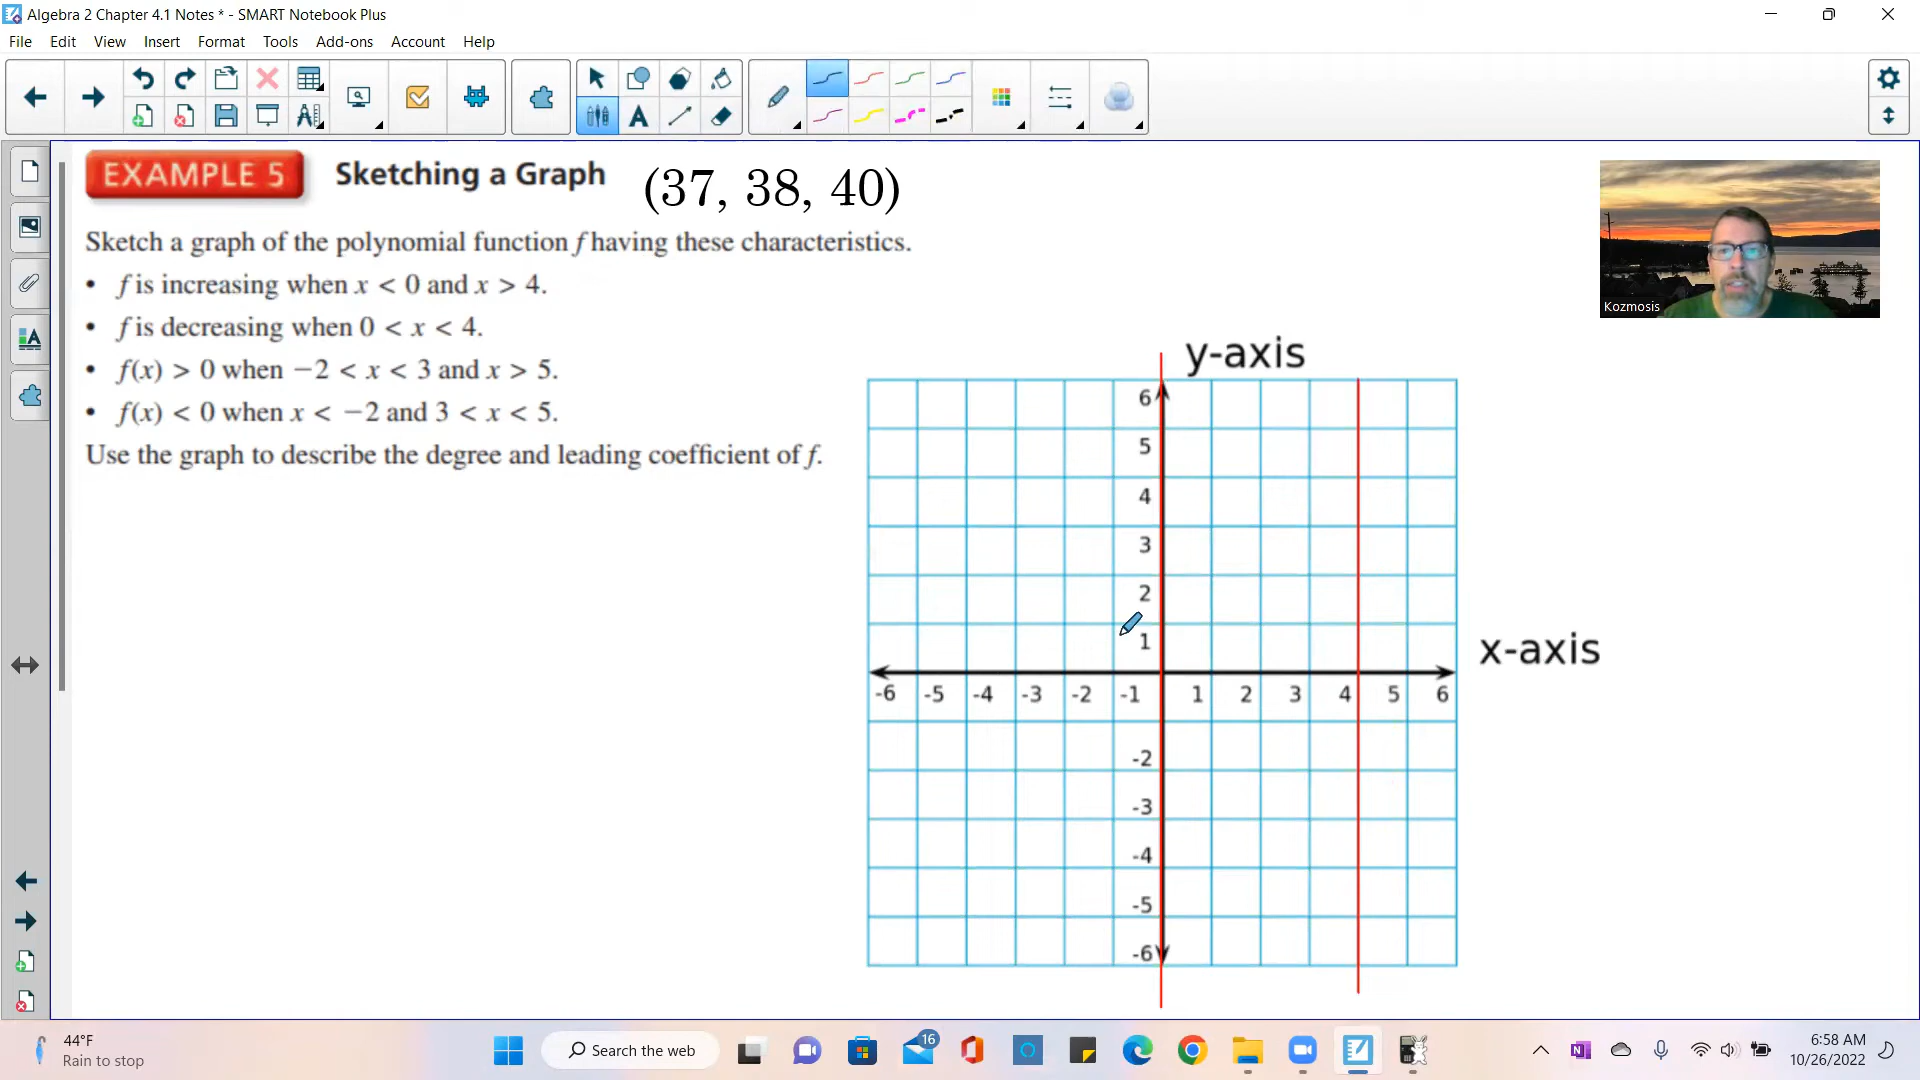 Algebra 2 Chapter 4.1 Notes * - SMART Notebook Plus
File Edit View Insert Format Tools Add-ons Account Help
EXAMPLE 5 Sketching a Graph (37, 38, 40)
Sketch a graph of the polynomial function f having these characteristics.
• f is increasing when x < 0 and x > 4.
• f is decreasing when 0 < x < 4.
• f(x) > 0 when −2 < x < 3 and x > 5.
• f(x) < 0 when x < −2 and 3 < x < 5.
Use the graph to describe the degree and leading coefficient of f.
Kozmosis
y-axis
6
5
4
3
2
1
x-axis
-6 -5 -4 -3 -2 -1 1 2 3 4 5 6
-2
-3
-4
-5
-6
44°F
Rain to stop
Search the web
16
6:58 AM
10/26/2022